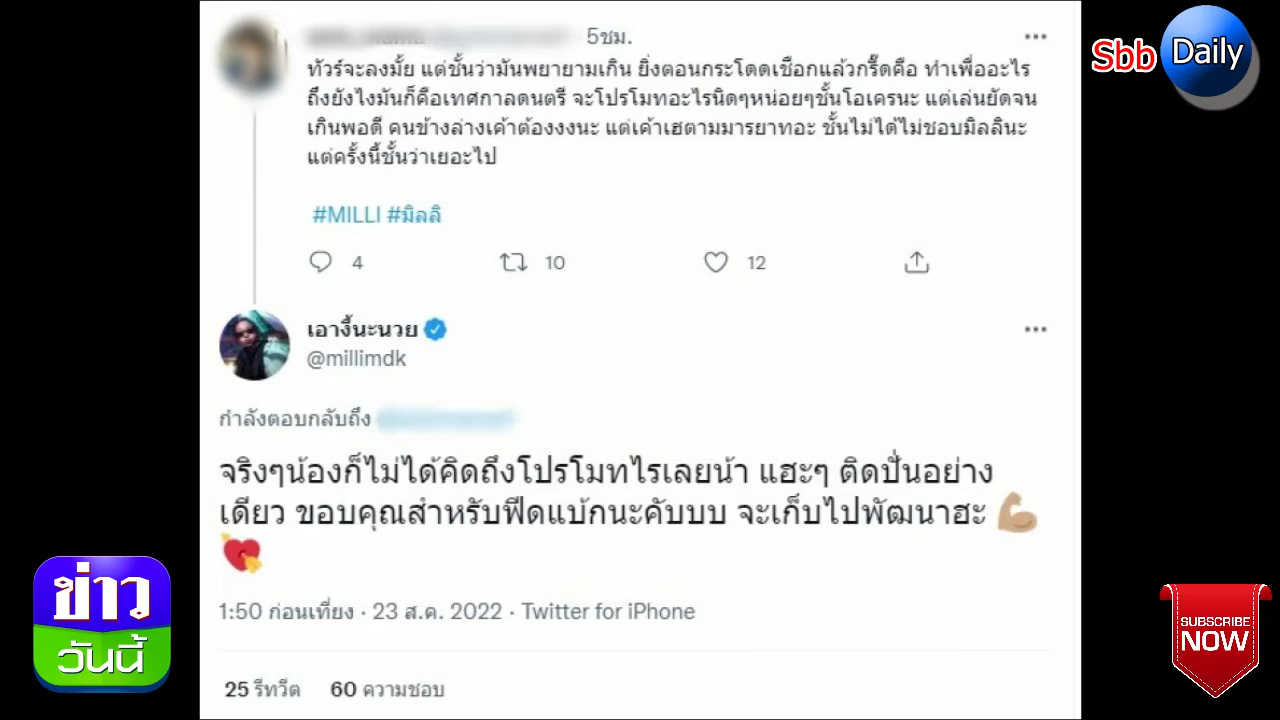 5ชม.
Sbb Daily
ทัวร์จะลงมั้ย แต่ชั้นว่ามันพยายามเกิน ยิ่งตอนกระโดดเชือกแล้วกรี๊ดคือ ทำเพื่ออะไร
ถึงยังไงมันก็คือเทศกาลดนตรี จะโปรโมทอะไรนิดๆหน่อยๆชั้นโอเครนะ แต่เล่นยัดจน
เกินพอดี คนข้างล่างเค้าต้องงงนะ แต่เค้าเฮตามมารยาทอะ ชั้นไม่ได้ไม่ชอบมิลลินะ
แต่ครั้งนี้ชั้นว่าเยอะไป
#MILLI #มิลลิ
4 10 12
เอางี้นะนวย
@millimdk
กำลังตอบกลับถึง
จริงๆน้องก็ไม่ได้คิดถึงโปรโมทไรเลยน้า แฮะๆ ติดปั่นอย่าง
เดียว ขอบคุณสำหรับฟีดแบ้กนะคับบบ จะเก็บไปพัฒนาฮะ 💪🏼
💘
1:50 ก่อนเที่ยง · 23 ส.ค. 2022 · Twitter for iPhone
25 รีทวีต 60 ความชอบ
ข่าว
วันนี้
SUBSCRIBE
NOW